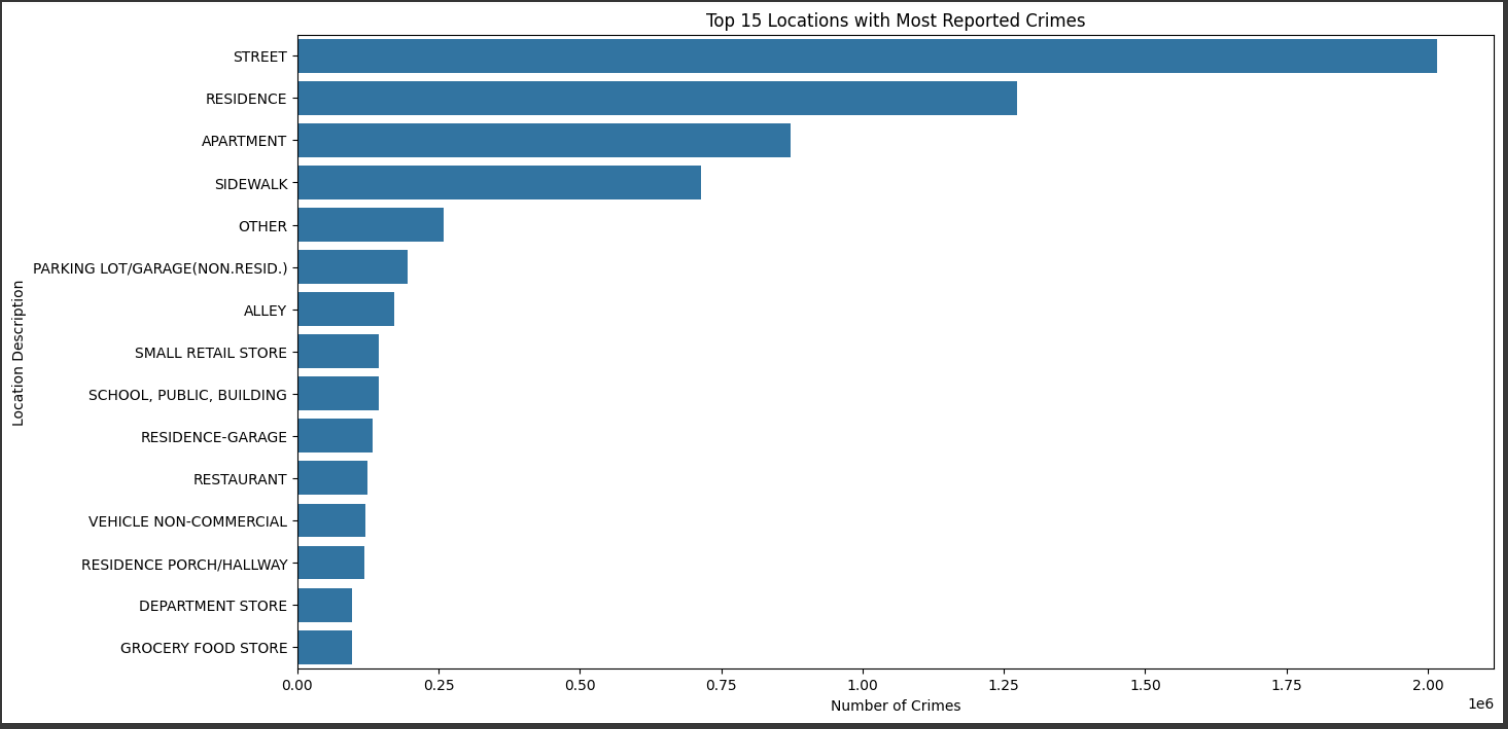 Top 15 Locations with Most Reported Crimes
STREET
RESIDENCE
APARTMENT
SIDEWALK
OTHER
PARKING LOT/GARAGE(NON.RESID.)
ALLEY
SMALL RETAIL STORE
SCHOOL, PUBLIC, BUILDING
RESIDENCE-GARAGE
RESTAURANT
VEHICLE NON-COMMERCIAL
RESIDENCE PORCH/HALLWAY
DEPARTMENT STORE
GROCERY FOOD STORE
Location Description
0.00 0.25 0.50 0.75 1.00 1.25 1.50 1.75 2.00
1e6
Number of Crimes